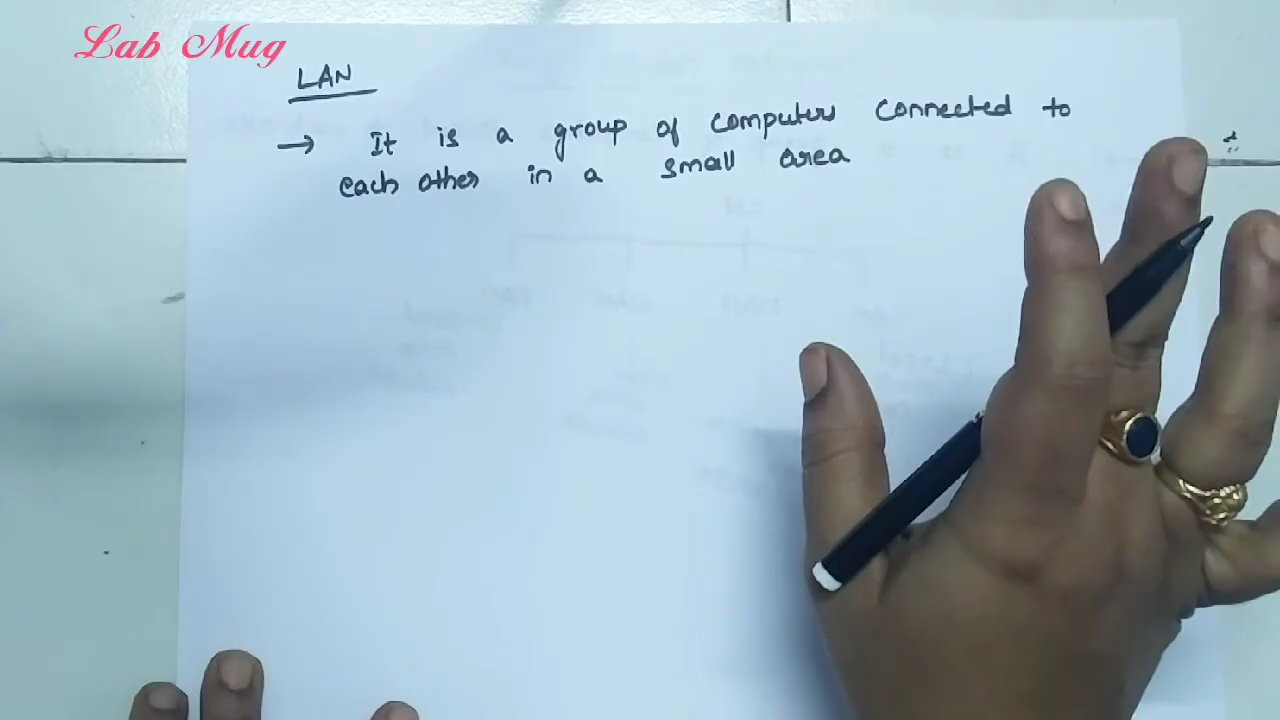 Lab Mug
LAN
→ It is a group of computers connected to
each other in a small area